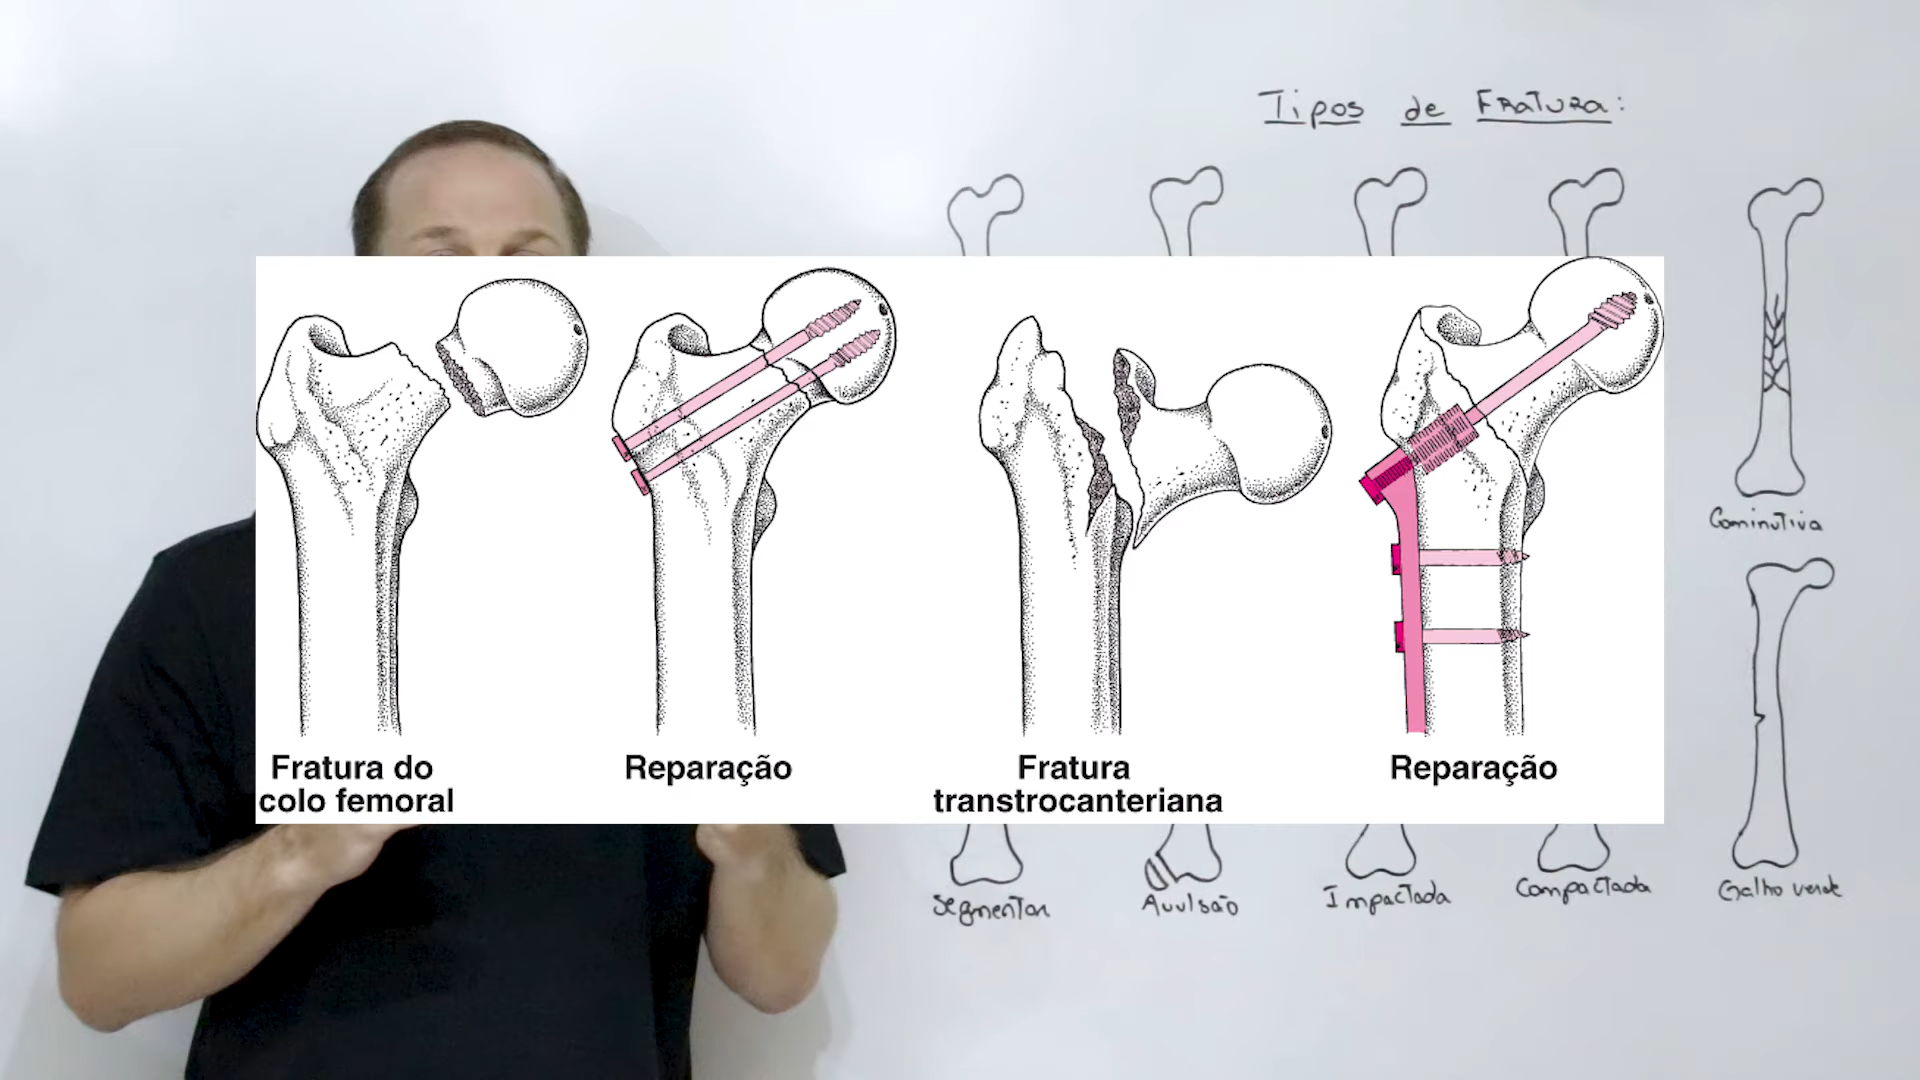 Tipos de Fratura:
Cominutiva
Fratura do
colo femoral
Reparação
Fratura
transtrocanteriana
Reparação
Segmentar
Avulsão
Impactada
Compactada
Galho verde